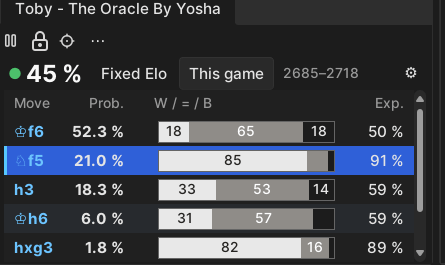 Toby - The Oracle By Yosha
45 % Fixed Elo This game 2685–2718
Move Prob. W / = / B Exp.
♔f6 52.3 % 18 65 18 50 %
♘f5 21.0 % 85 91 %
h3 18.3 % 33 53 14 59 %
♔h6 6.0 % 31 57 59 %
hxg3 1.8 % 82 16 89 %